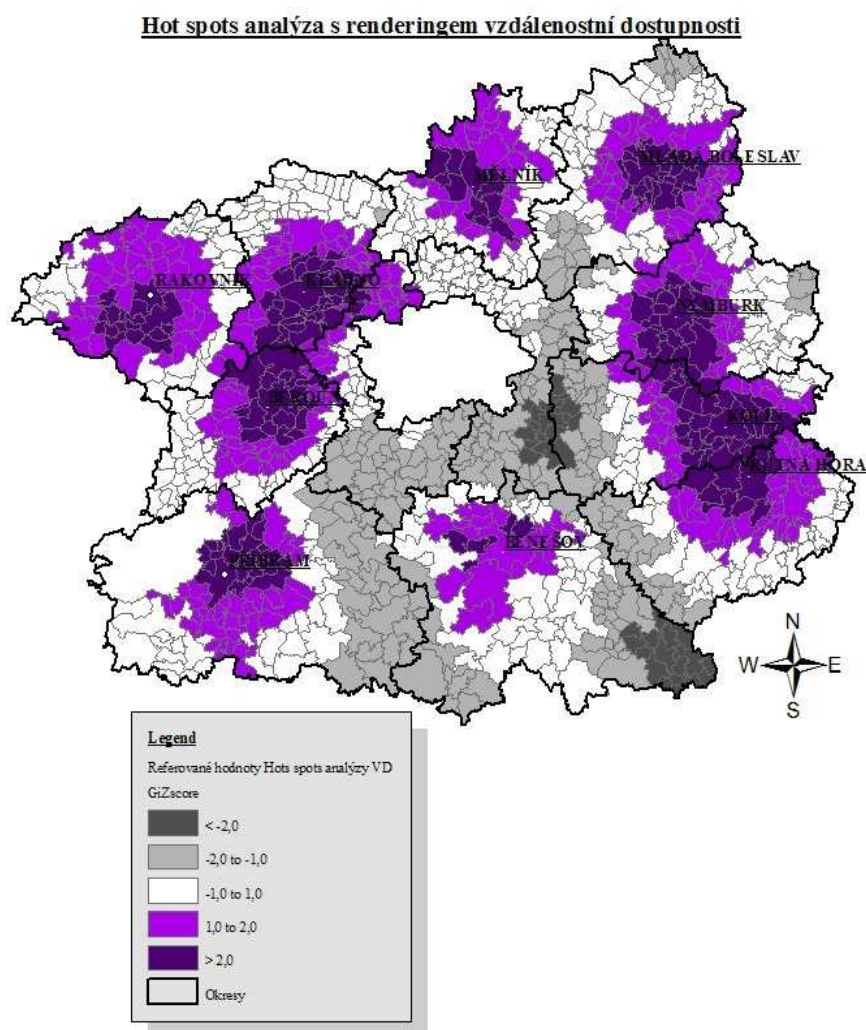 Hot spots analýza s renderingem vzdálenostní dostupnosti
MLADÁ BOLESLAV
MĚLNÍK
RAKOVNÍK
KLADNO
NYMBURK
BEROUN
KOLÍN
KUTNÁ HORA
BENEŠOV
PŘÍBRAM
N
W E
S
Legend
Referované hodnoty Hots spots analýzy VD
GiZscore
< -2,0
-2,0 to -1,0
-1,0 to 1,0
1,0 to 2,0
> 2,0
Okresy